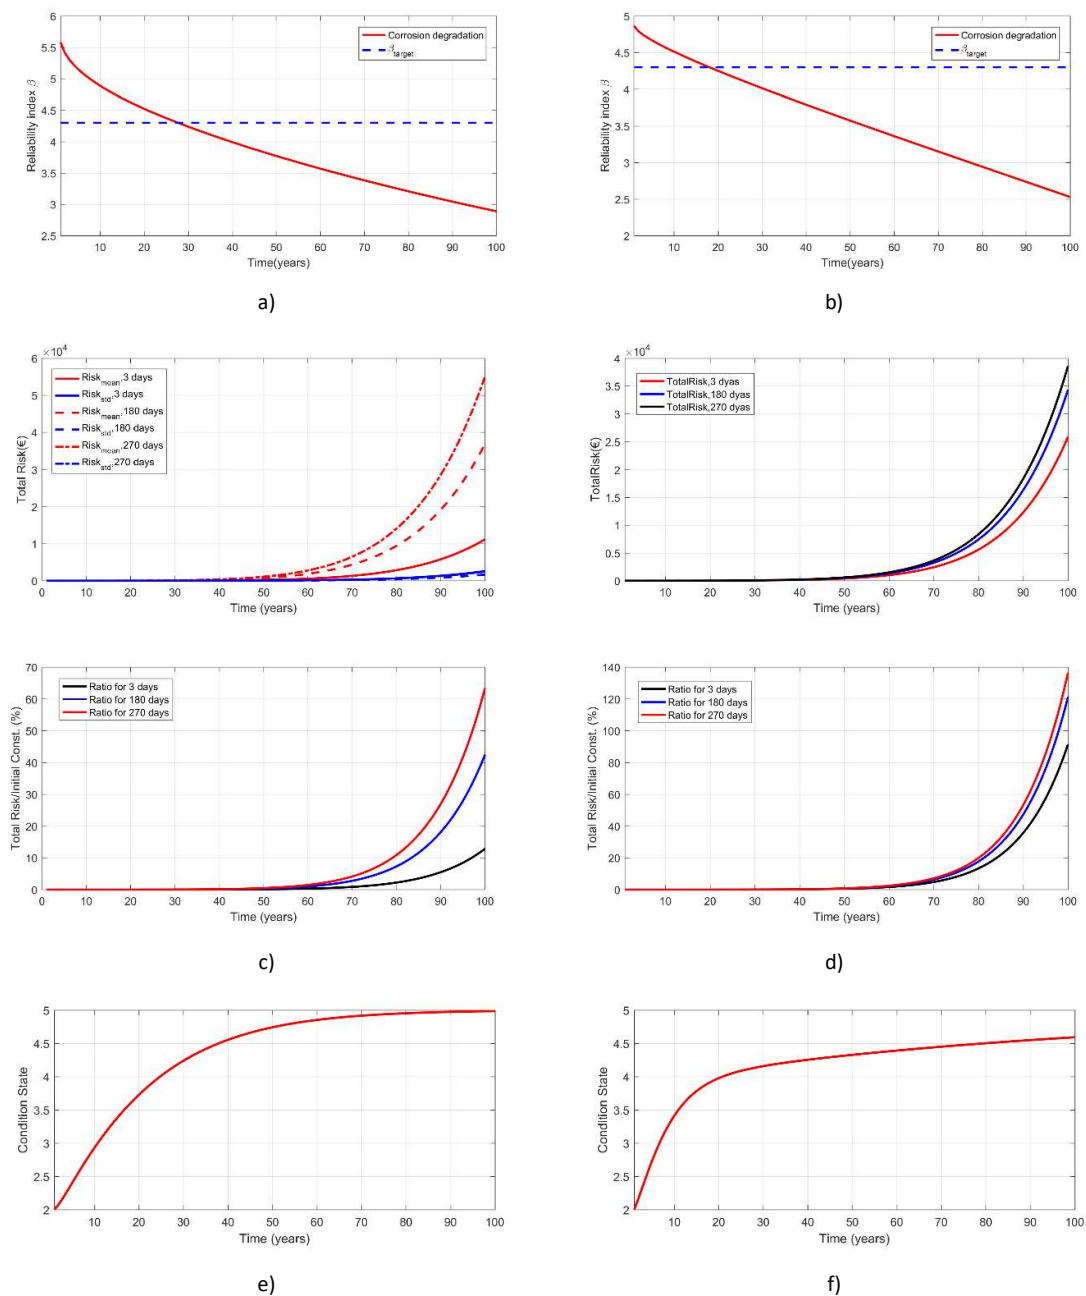 6
5.5
5
4.5
4
3.5
3
2.5
Reliability index β
Corrosion degradation
βtarget
10 20 30 40 50 60 70 80 90 100
Time(years)
a)
5
4.5
4
3.5
3
2.5
2
Reliability index β
Corrosion degradation
βtarget
10 20 30 40 50 60 70 80 90 100
Time(years)
b)
×10^4
6
5
4
3
2
1
0
Total Risk(€)
Riskmean,3 days
Riskstd,3 days
Riskmean,180 days
Riskstd,180 days
Riskmean,270 days
Riskstd,270 days
0 10 20 30 40 50 60 70 80 90 100
Time (years)
×10^4
4
3.5
3
2.5
2
1.5
1
0.5
0
TotalRisk(€)
TotalRisk,3 dyas
TotalRisk,180 dyas
TotalRisk,270 dyas
10 20 30 40 50 60 70 80 90 100
Time (years)
70
60
50
40
30
20
10
0
Total Risk/Initial Const. (%)
Ratio for 3 days
Ratio for 180 days
Ratio for 270 days
0 10 20 30 40 50 60 70 80 90 100
Time (years)
c)
140
120
100
80
60
40
20
0
Total Risk/Initial Const. (%)
Ratio for 3 days
Ratio for 180 days
Ratio for 270 days
10 20 30 40 50 60 70 80 90 100
Time (years)
d)
5
4.5
4
3.5
3
2.5
2
Condition State
10 20 30 40 50 60 70 80 90 100
Time (years)
e)
5
4.5
4
3.5
3
2.5
2
Condition State
10 20 30 40 50 60 70 80 90 100
Time (years)
f)